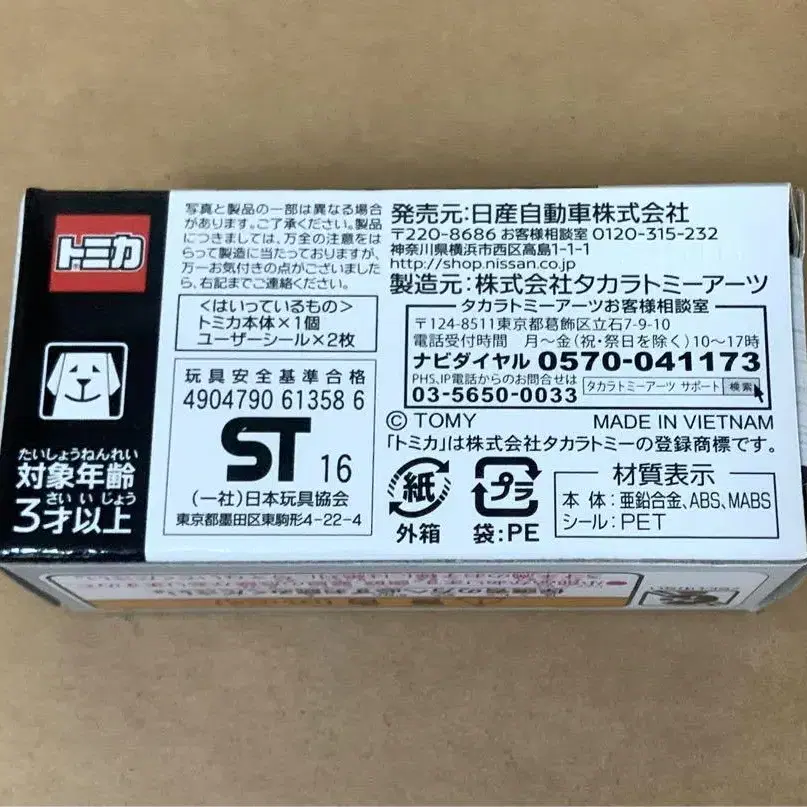 トミカ
たいしょうねんれい
対象年齢
さいいじょう
3才以上
写真と製品の一部は異なる場合
があります。ご了承ください。製品
につきましては、万全の注意をは
らって製造に当たっておりますが、
万一お気付きの点がございました
ら、右記までご連絡ください。
<はいっているもの>
トミカ本体×1個
ユーザーシール×2枚
玩具安全基準合格
4904790 61358 6
ST 16
(一社)日本玩具協会
東京都墨田区東駒形4-22-4
発売元:日産自動車株式会社
〒220-8686 お客様相談室 0120-315-232
神奈川県横浜市西区高島1-1-1
http://shop.nissan.co.jp
製造元:株式会社タカラトミーアーツ
タカラトミーアーツお客様相談室
〒124-8511東京都葛飾区立石7-9-10
電話受付時間 月〜金(祝・祭日を除く)10〜17時
ナビダイヤル 0570-041173
PHS,IP電話からのお問合せは
03-5650-0033
タカラトミーアーツ サポート 検索
© TOMY MADE IN VIETNAM
「トミカ」は株式会社タカラトミーの登録商標です。
紙
外箱
プラ
袋:PE
材質表示
本体:亜鉛合金、ABS、MABS
シール:PET